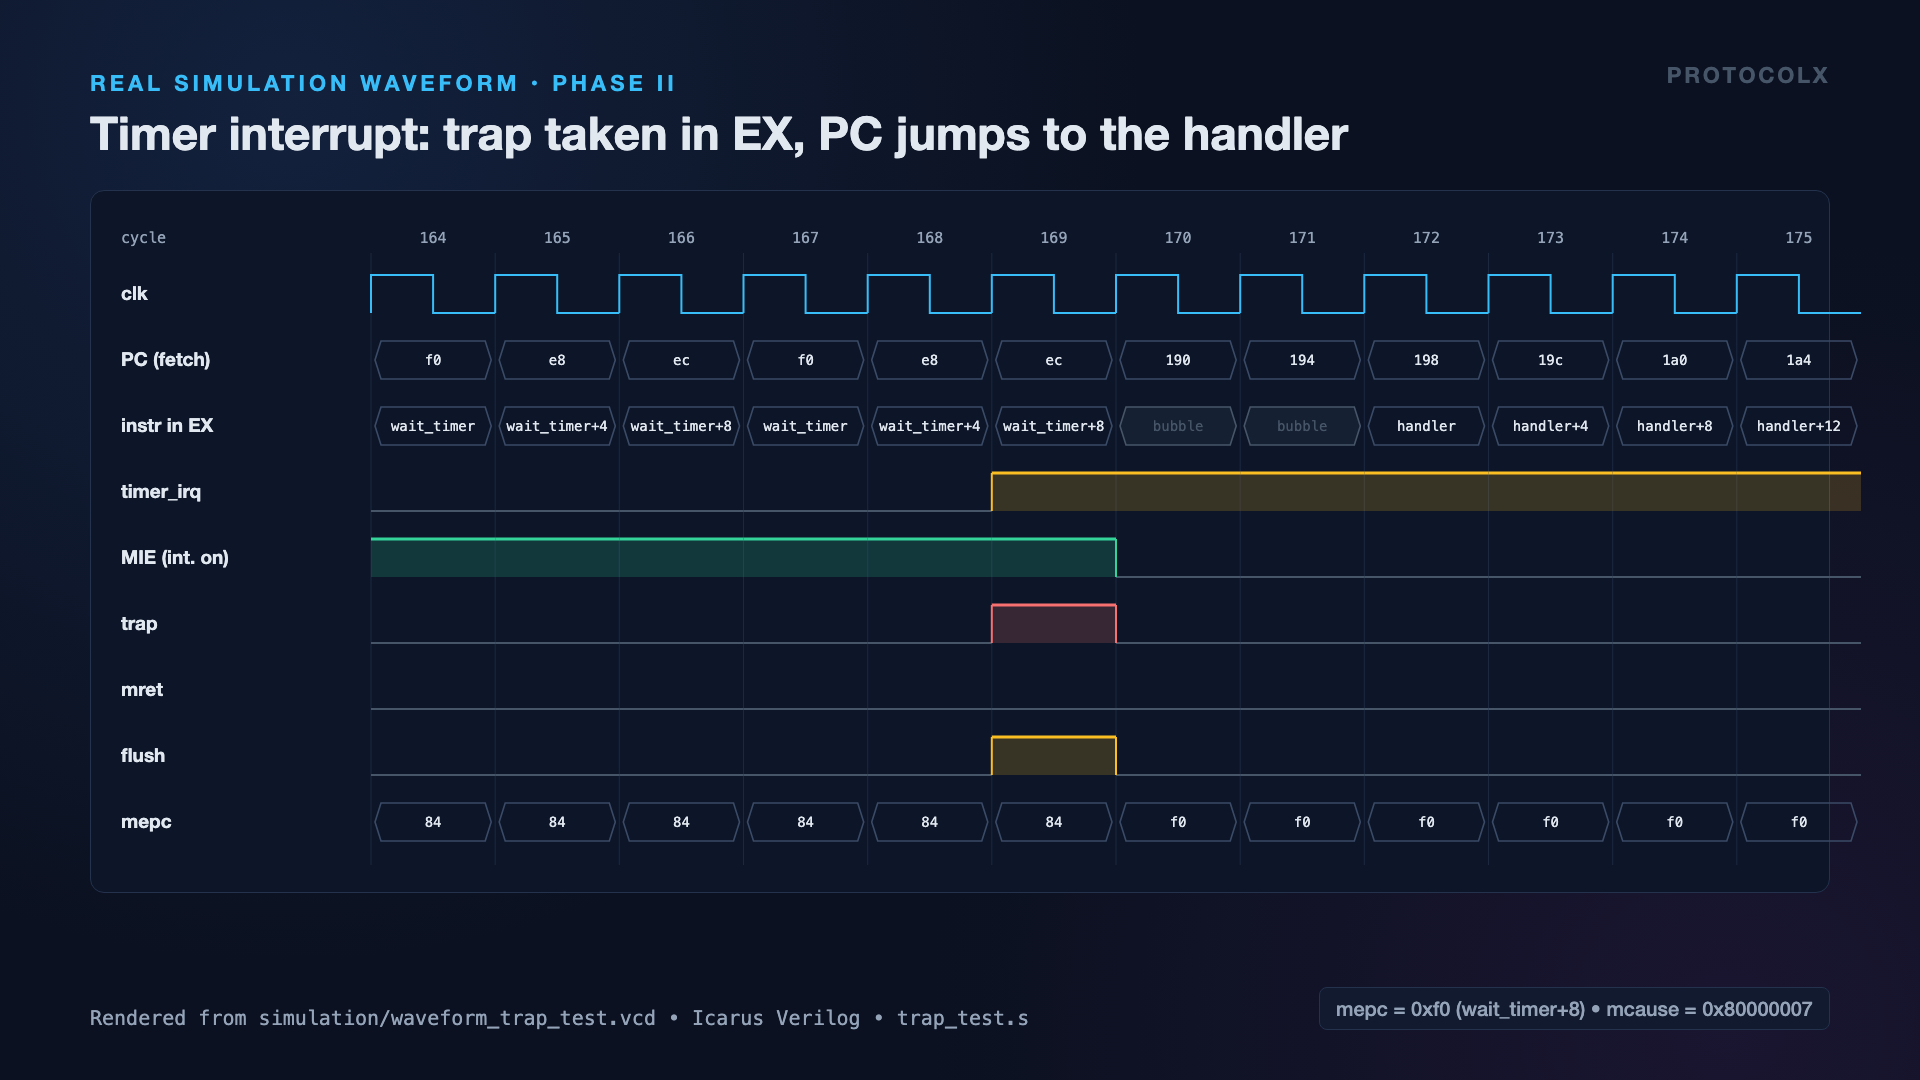 REAL SIMULATION WAVEFORM · PHASE II
PROTOCOLX
Timer interrupt: trap taken in EX, PC jumps to the handler
cycle 164 165 166 167 168 169 170 171 172 173 174 175
clk
PC (fetch) f0 e8 ec f0 e8 ec 190 194 198 19c 1a0 1a4
instr in EX wait_timer wait_timer+4 wait_timer+8 wait_timer wait_timer+4 wait_timer+8 bubble bubble handler handler+4 handler+8 handler+12
timer_irq
MIE (int. on)
trap
mret
flush
mepc 84 84 84 84 84 84 f0 f0 f0 f0 f0 f0
Rendered from simulation/waveform_trap_test.vcd • Icarus Verilog • trap_test.s
mepc = 0xf0 (wait_timer+8) • mcause = 0x80000007